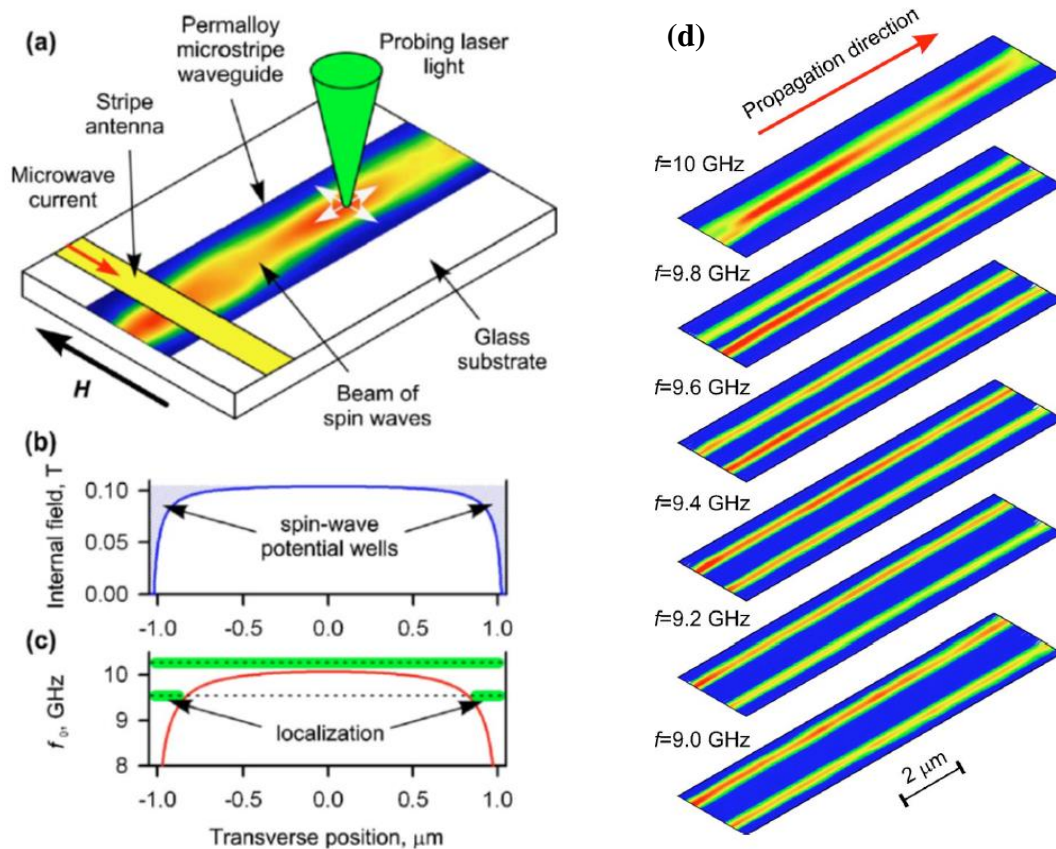 (a)
Permalloy
microstripe
waveguide
Probing laser
light
Stripe
antenna
Microwave
current
H
Glass
substrate
Beam of
spin waves
(b)
Internal field, T
0.10
0.05
0.00
spin-wave
potential wells
-1.0 -0.5 0.0 0.5 1.0
(c)
f₀, GHz
10
9
8
localization
-1.0 -0.5 0.0 0.5 1.0
Transverse position, μm
(d)
Propagation direction
f=10 GHz
f=9.8 GHz
f=9.6 GHz
f=9.4 GHz
f=9.2 GHz
f=9.0 GHz
2 μm